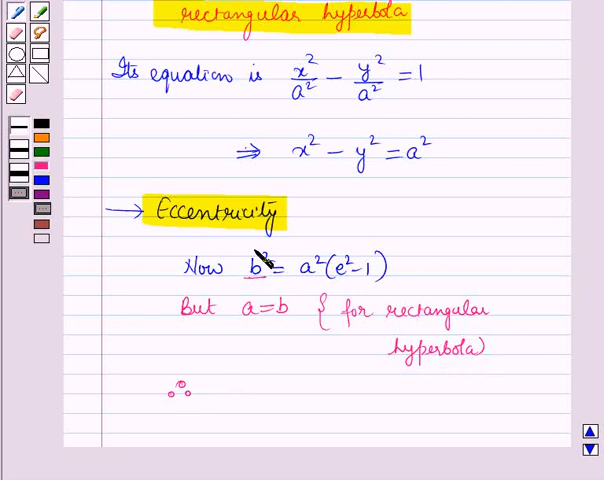 rectangular hyperbola
Its equation is x²/a² - y²/a² = 1
⇒ x² - y² = a²
→ Eccentricity
Now b² = a²(e²-1)
But a=b {for rectangular
hyperbola)
∴